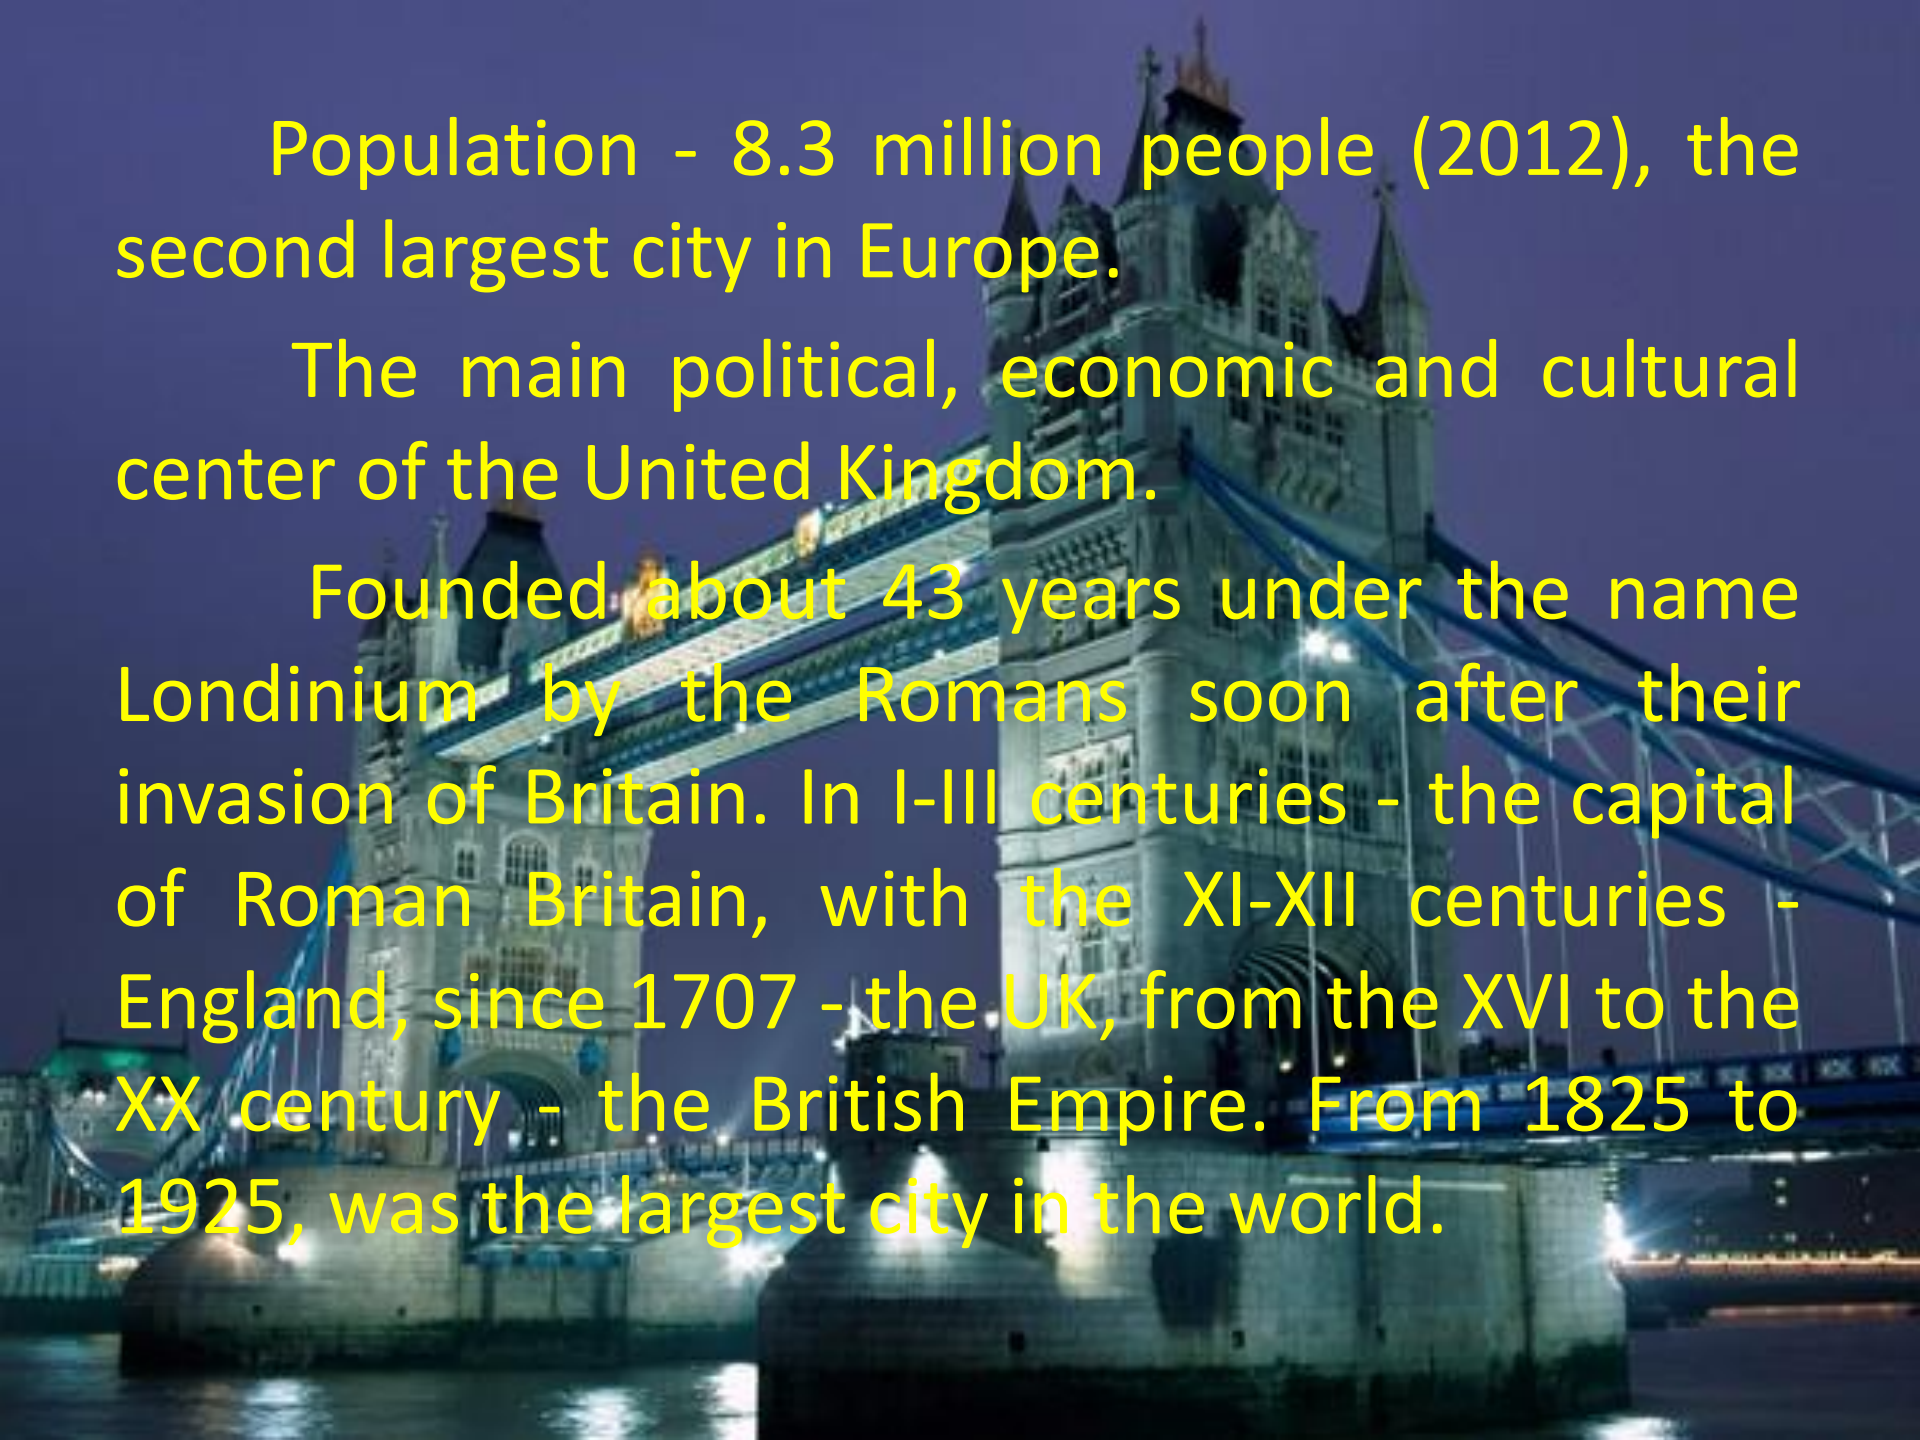 Population - 8.3 million people (2012), the
second largest city in Europe.
The main political, economic and cultural
center of the United Kingdom.
Founded about 43 years under the name
Londinium by the Romans soon after their
invasion of Britain. In I-III centuries - the capital
of Roman Britain, with the XI-XII centuries -
England, since 1707 - the UK, from the XVI to the
XX century - the British Empire. From 1825 to
1925, was the largest city in the world.